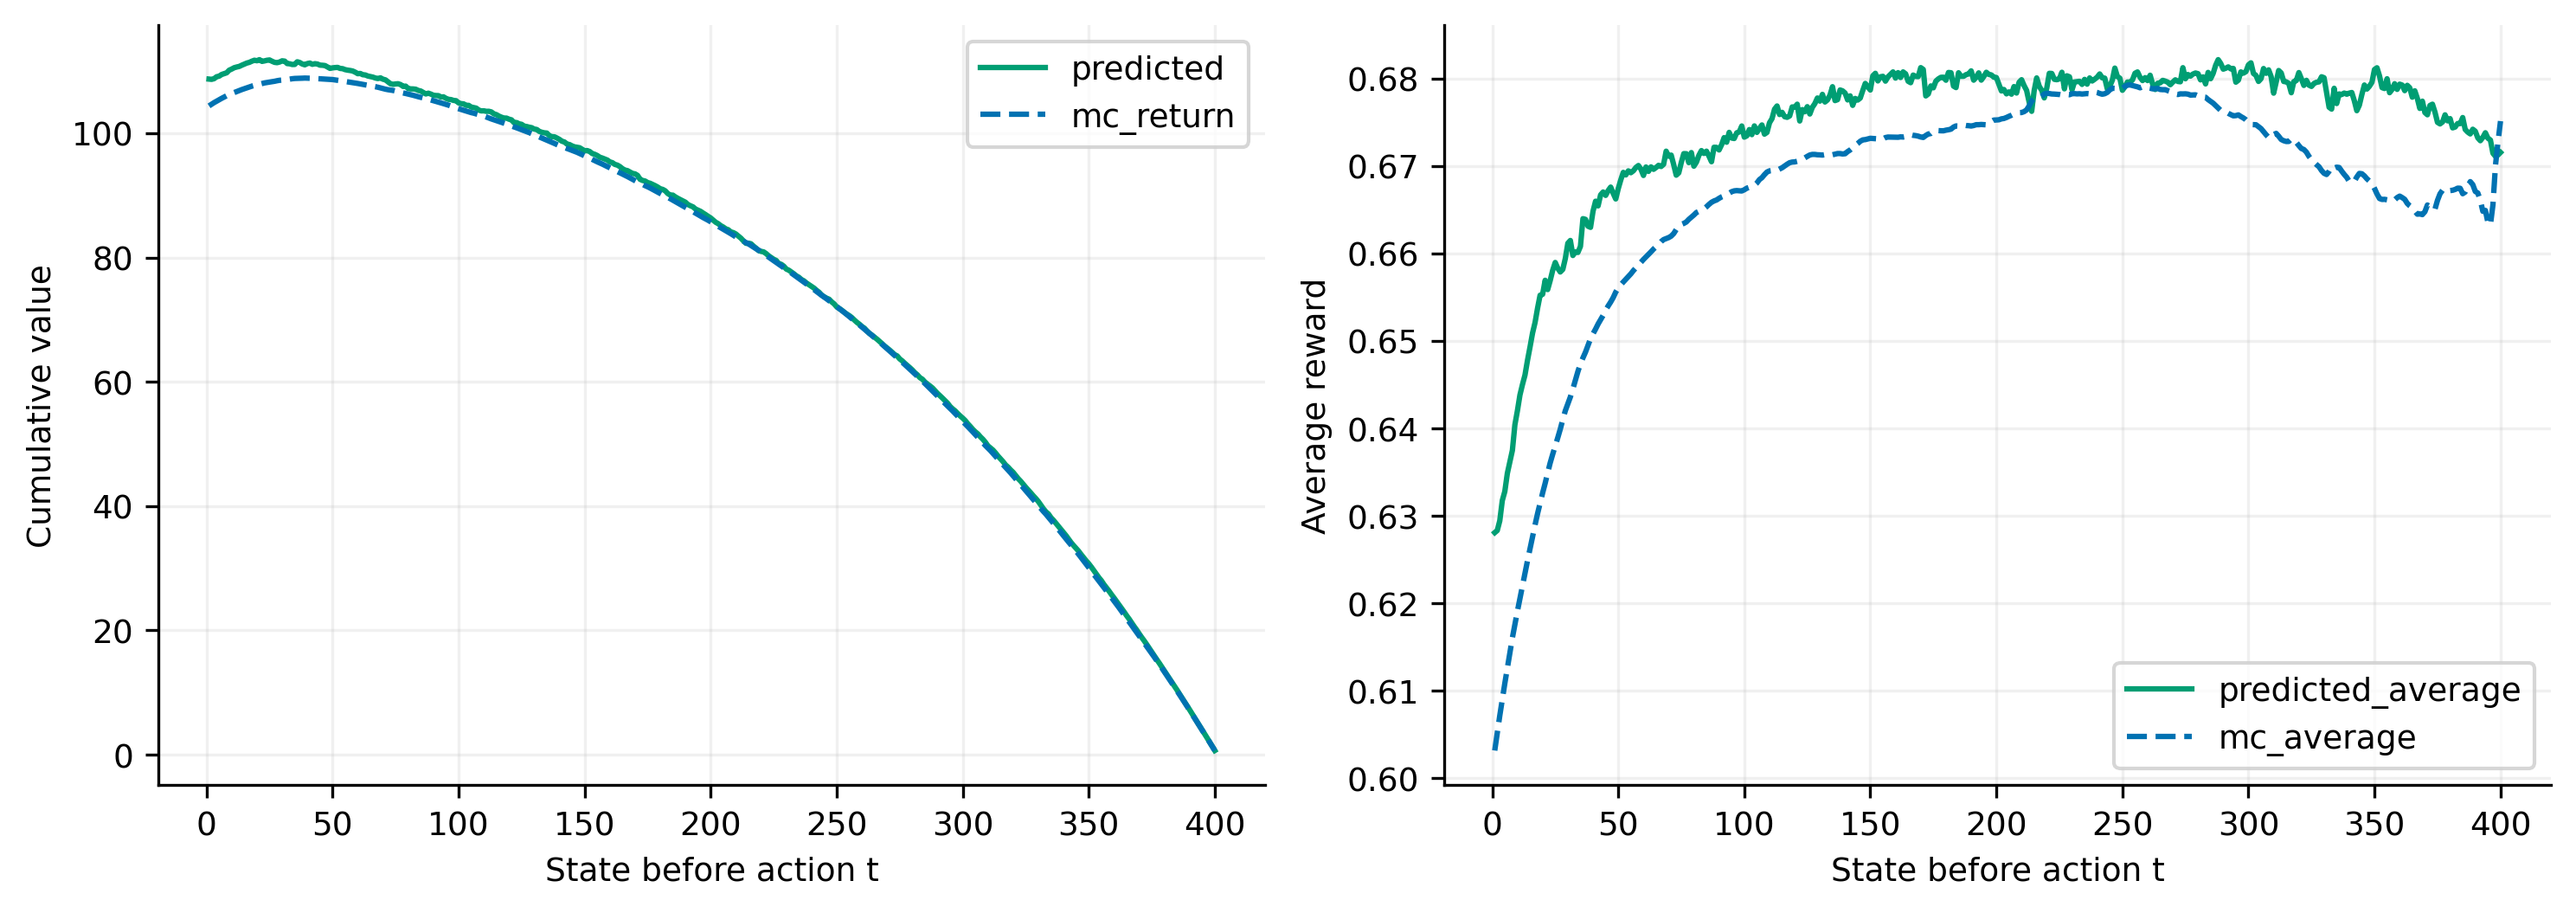 Cumulative value
100
80
60
40
20
0
0 50 100 150 200 250 300 350 400
State before action t
predicted
mc_return
Average reward
0.68
0.67
0.66
0.65
0.64
0.63
0.62
0.61
0.60
0 50 100 150 200 250 300 350 400
State before action t
predicted_average
mc_average